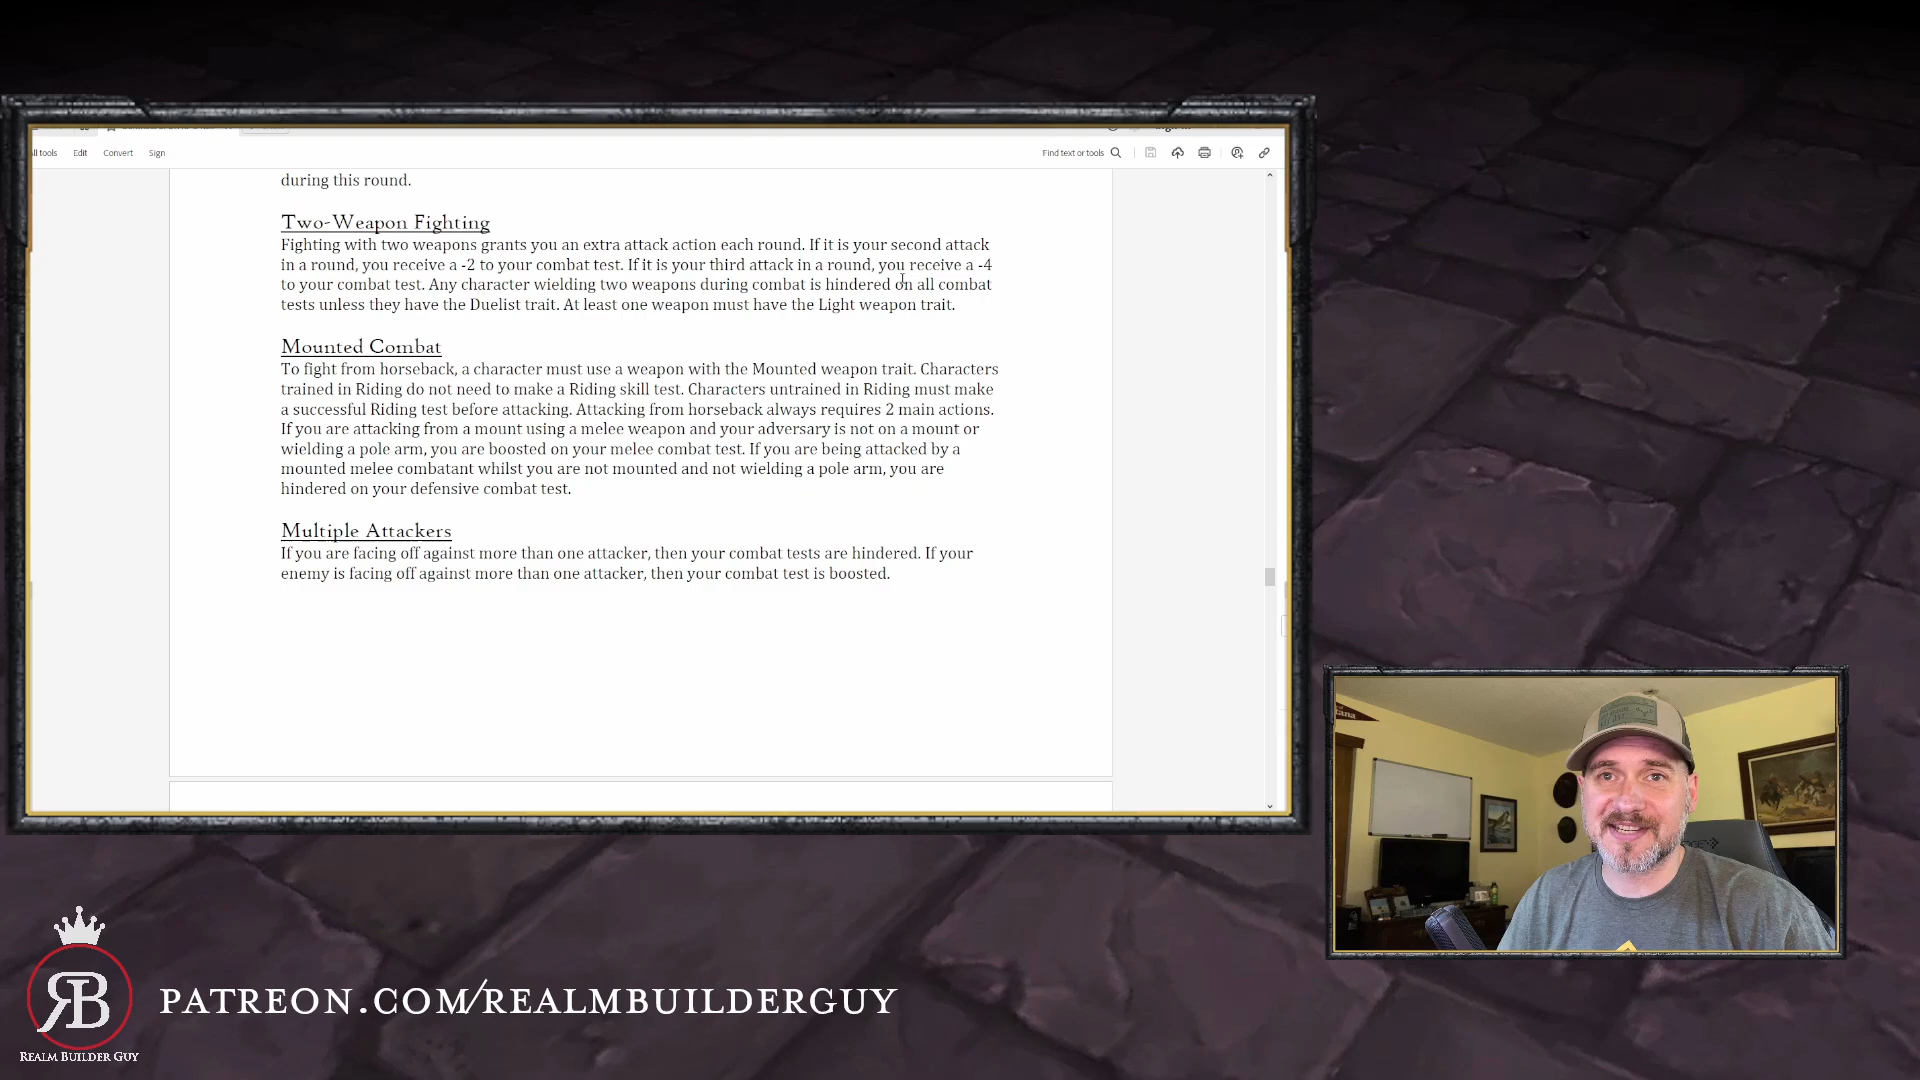 ll tools Edit Convert Sign Find text or tools
during this round.
Two-Weapon Fighting
Fighting with two weapons grants you an extra attack action each round. If it is your second attack
in a round, you receive a -2 to your combat test. If it is your third attack in a round, you receive a -4
to your combat test. Any character wielding two weapons during combat is hindered on all combat
tests unless they have the Duelist trait. At least one weapon must have the Light weapon trait.
Mounted Combat
To fight from horseback, a character must use a weapon with the Mounted weapon trait. Characters
trained in Riding do not need to make a Riding skill test. Characters untrained in Riding must make
a successful Riding test before attacking. Attacking from horseback always requires 2 main actions.
If you are attacking from a mount using a melee weapon and your adversary is not on a mount or
wielding a pole arm, you are boosted on your melee combat test. If you are being attacked by a
mounted melee combatant whilst you are not mounted and not wielding a pole arm, you are
hindered on your defensive combat test.
Multiple Attackers
If you are facing off against more than one attacker, then your combat tests are hindered. If your
enemy is facing off against more than one attacker, then your combat test is boosted.
tana
RB
REALM BUILDER GUY
PATREON.COM/REALMBUILDERGUY